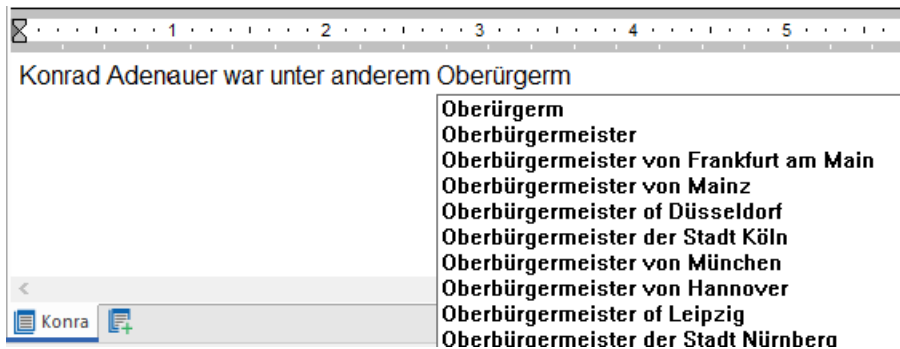 1 2 3 4 5
Konrad Adenauer war unter anderem Oberürgerm
Oberürgerm
Oberbürgermeister
Oberbürgermeister von Frankfurt am Main
Oberbürgermeister von Mainz
Oberbürgermeister of Düsseldorf
Oberbürgermeister der Stadt Köln
Oberbürgermeister von München
Oberbürgermeister von Hannover
Oberbürgermeister of Leipzig
Oberbürgermeister der Stadt Nürnberg
Konra